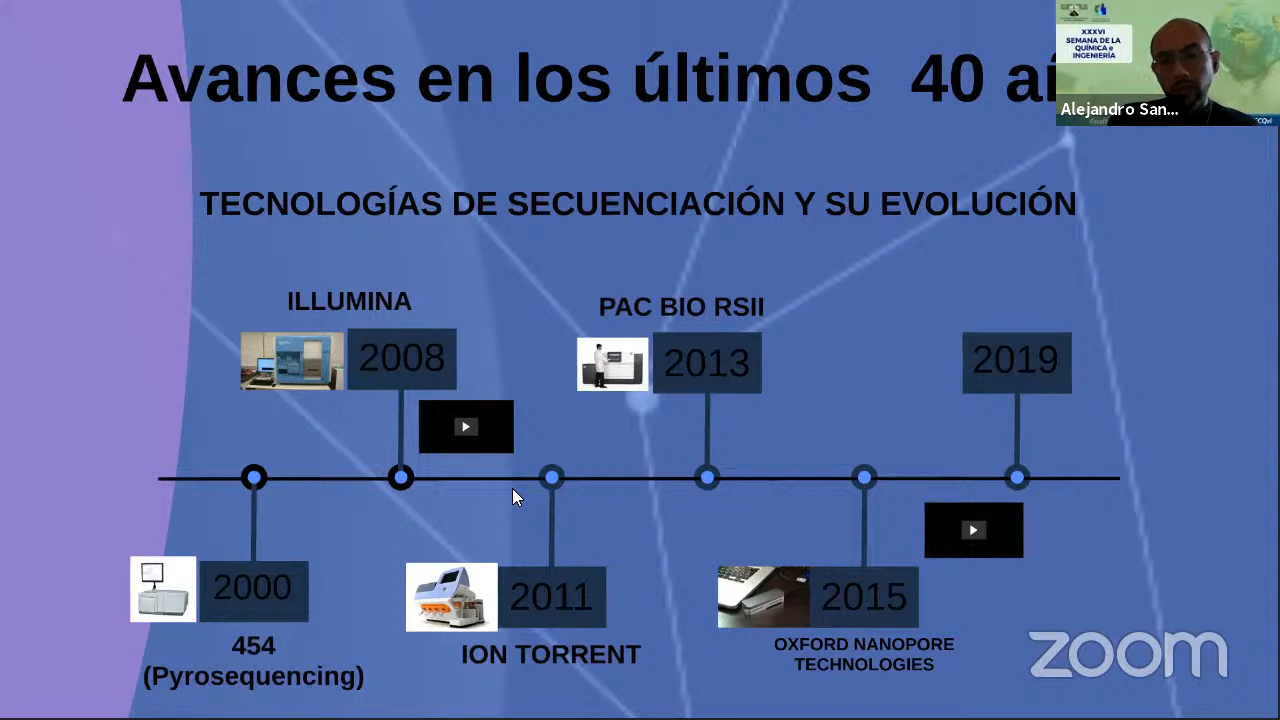 Avances en los últimos 40 añ
XXXVI
SEMANA DE LA
QUÍMICA e
INGENIERÍA
Alejandro San...
TECNOLOGÍAS DE SECUENCIACIÓN Y SU EVOLUCIÓN
ILLUMINA
PAC BIO RSII
2008
2013
2019
2000
2011
2015
454
(Pyrosequencing)
ION TORRENT
OXFORD NANOPORE
TECHNOLOGIES
zoom